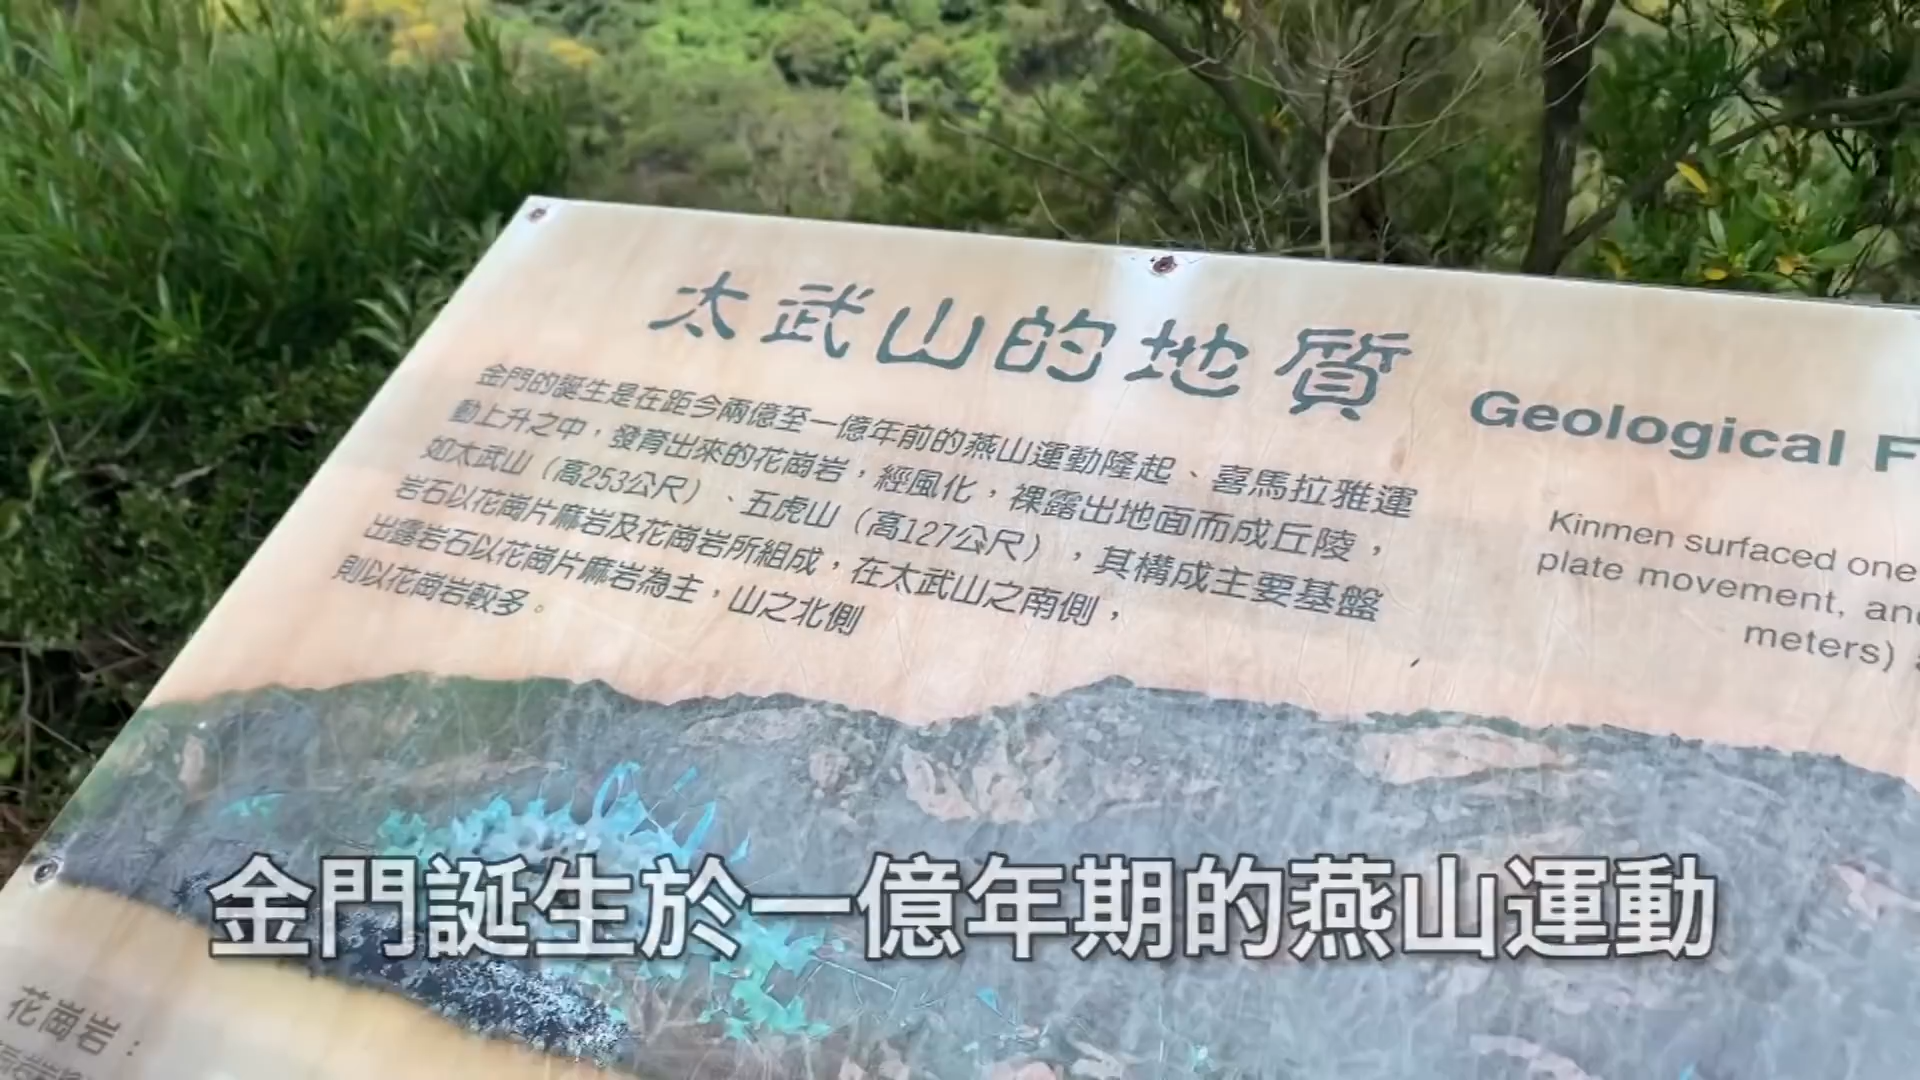 太武山的地質
Geological F
金門的誕生是在距今兩億至一億年前的燕山運動隆起、喜馬拉雅運
動上升之中，發育出來的花崗岩，經風化，裸露出地面而成丘陵，
如太武山（高253公尺）、五虎山（高127公尺），其構成主要基盤
岩石以花崗片麻岩及花崗岩所組成，在太武山之南側，
出露岩石以花崗片麻岩為主，山之北側
則以花崗岩較多。
Kinmen surfaced one
plate movement, and
meters)
金門誕生於一億年期的燕山運動
花崗岩：